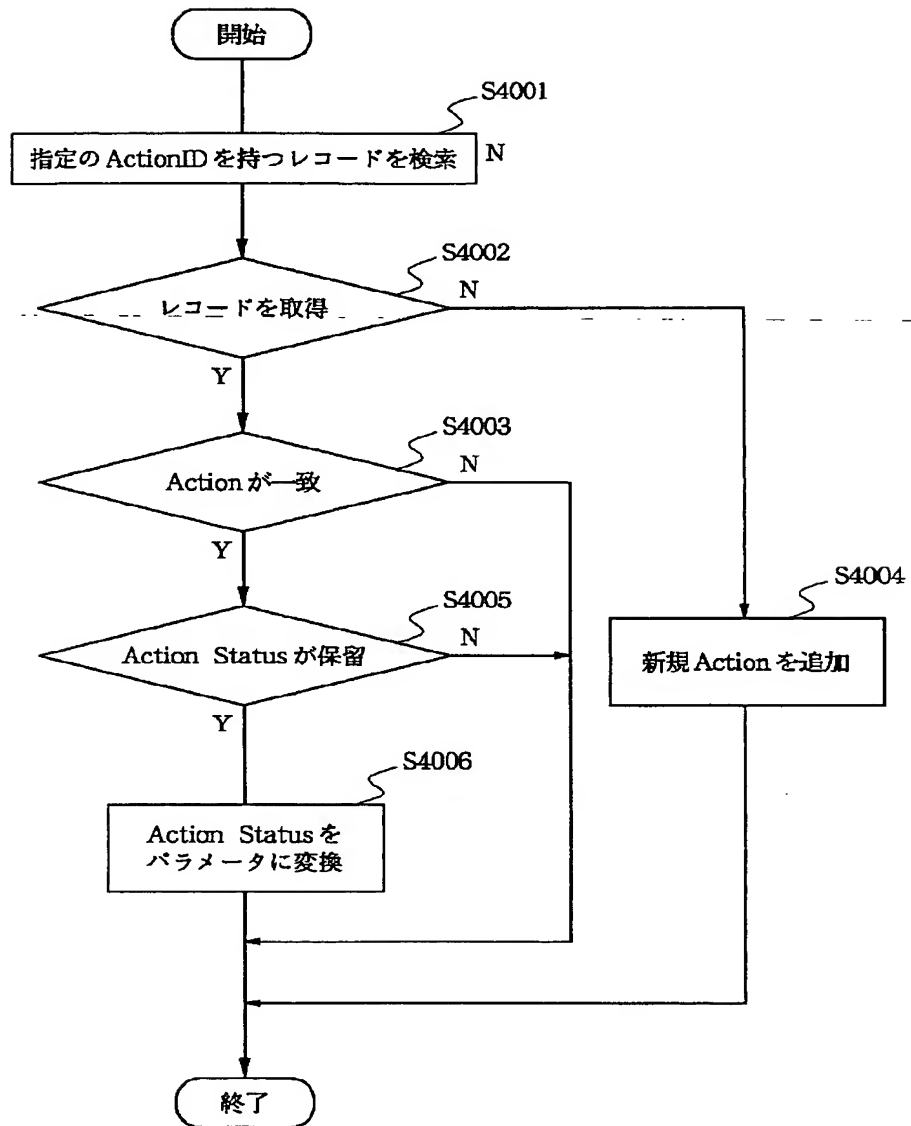 開始
S4001
指定のActionIDを持つレコードを検索
N
S4002
レコードを取得
N
Y
S4003
Actionが一致
N
Y
S4005
Action Statusが保留
N
Y
S4004
新規Actionを追加
S4006
Action Statusを
パラメータに変換
終了